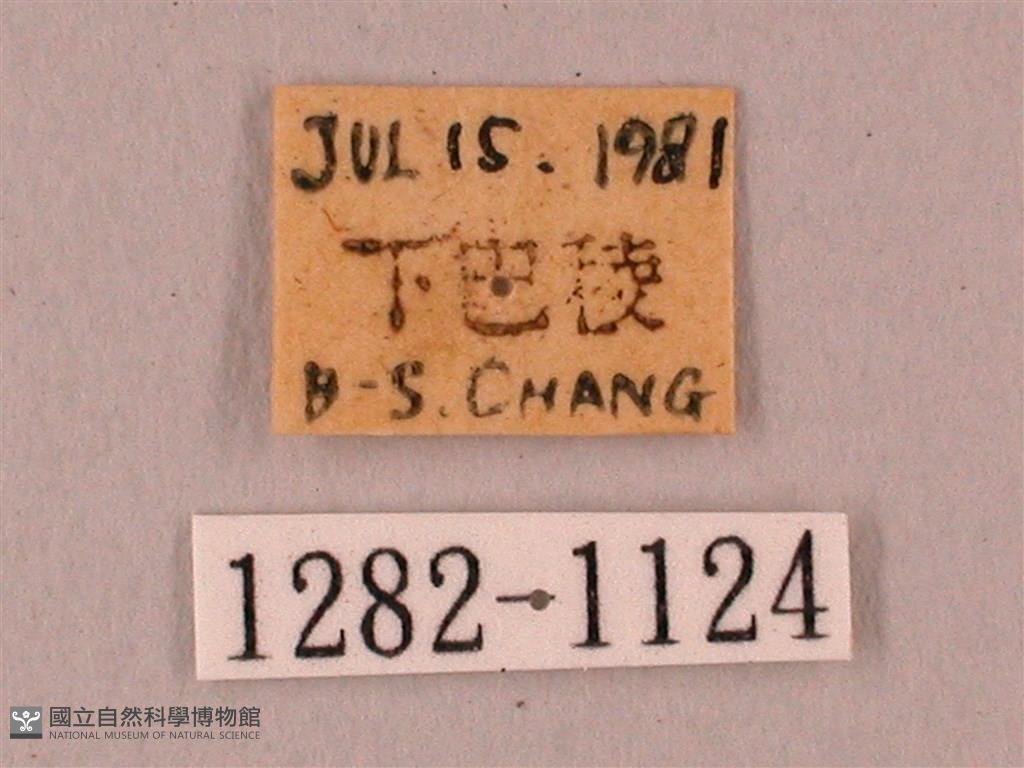 JUL 15. 1981
下巴陵
B-S. CHANG
1282-1124
國立自然科學博物館
NATIONAL MUSEUM OF NATURAL SCIENCE